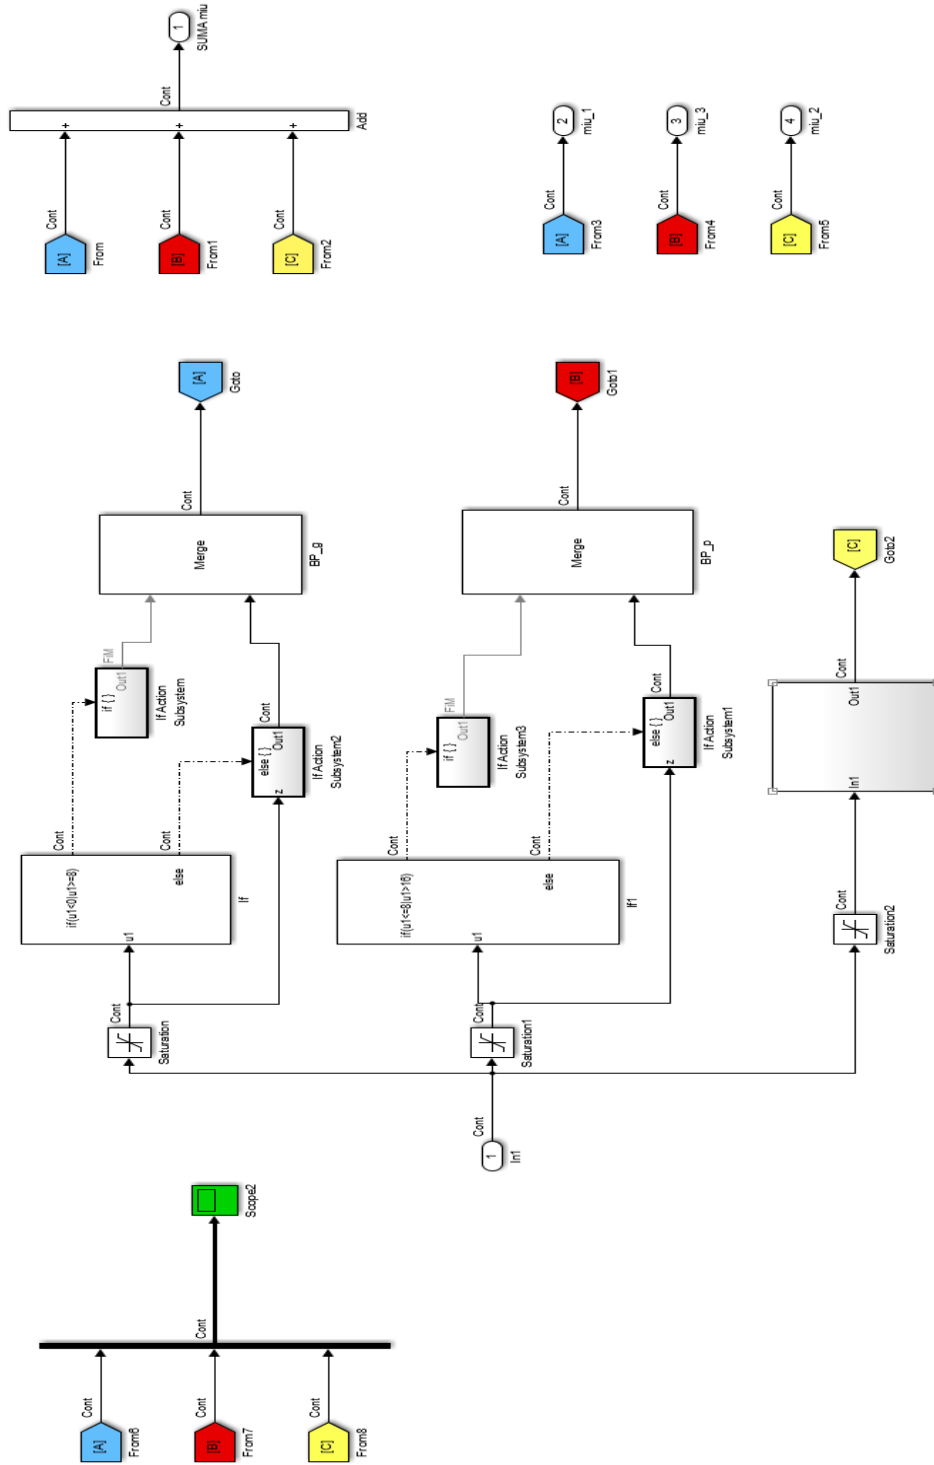 [A]
From6
Cont
[B]
From7
Cont
[C]
From8
Cont
Cont
Scope2
1
In1
Cont
Saturation
Cont
u1
if(u1<0|u1>=8)
else
If
Cont
Cont
if { }
Out1
FIM
If Action
Subsystem
else { }
z
Out1
Cont
If Action
Subsystem2
Merge
BP_g
Cont
[A]
Goto
Saturation1
Cont
u1
if(u1<=8|u1>16)
else
If1
Cont
Cont
if { }
Out1
FIM
If Action
Subsystem3
else { }
z
Out1
Cont
If Action
Subsystem1
Merge
BP_p
Cont
[B]
Goto1
Saturation2
Cont
In1
Out1
Cont
[C]
Goto2
[A]
From
Cont
[B]
From1
Cont
[C]
From2
Cont
+
+
+
Add
Cont
1
SUMA miu
[A]
From3
Cont
2
miu_1
[B]
From4
Cont
3
miu_3
[C]
From5
Cont
4
miu_2